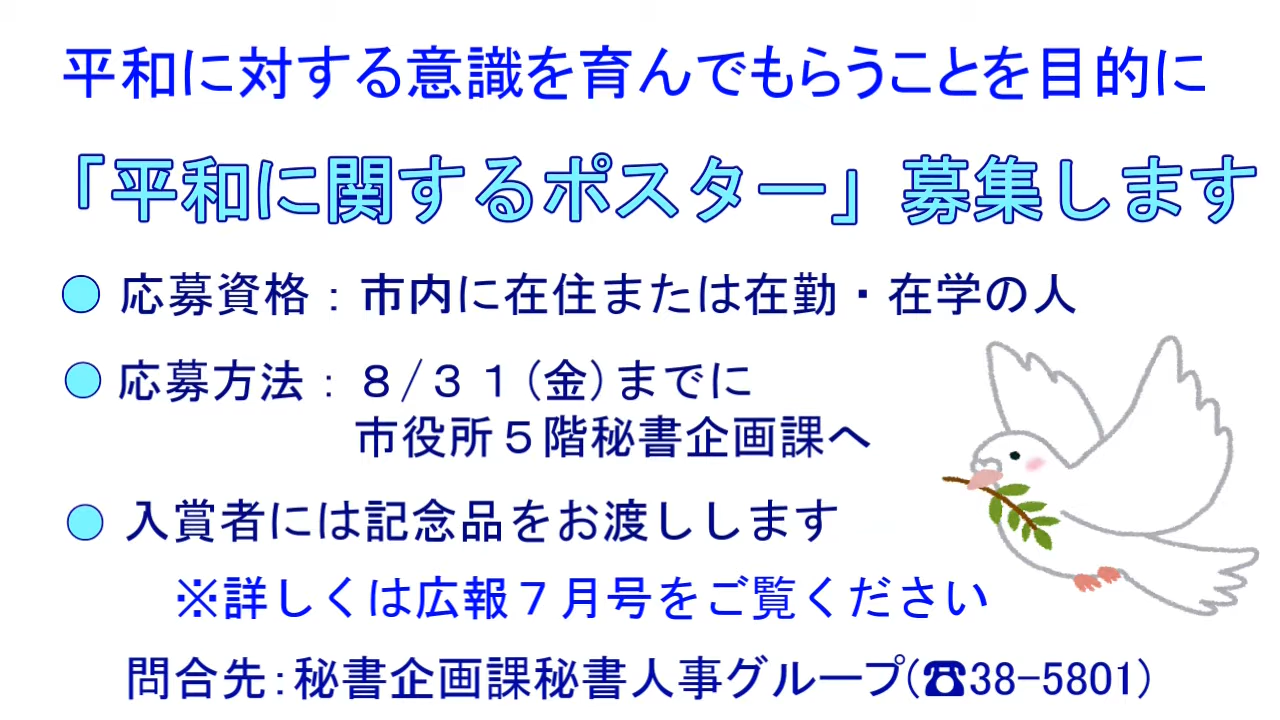 平和に対する意識を育んでもらうことを目的に
「平和に関するポスター」募集します
● 応募資格：市内に在住または在勤・在学の人
● 応募方法：８/３１(金)までに
市役所５階秘書企画課へ
● 入賞者には記念品をお渡しします
※詳しくは広報７月号をご覧ください
問合先：秘書企画課秘書人事グループ(☎38-5801)